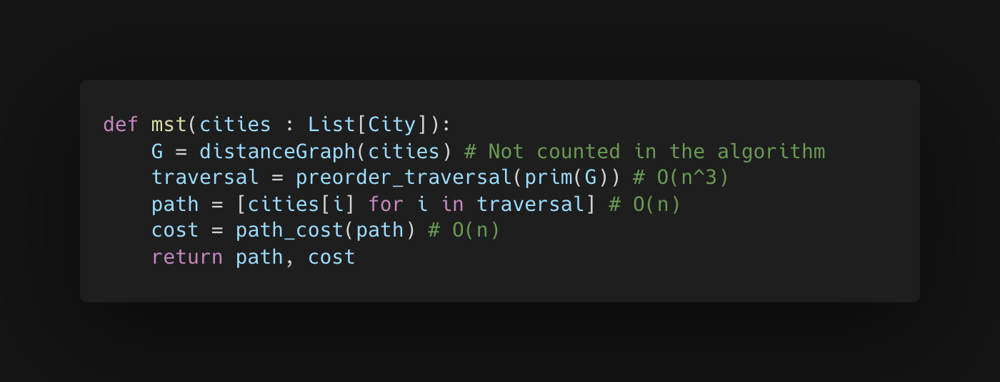 def mst(cities : List[City]):
    G = distanceGraph(cities) # Not counted in the algorithm
    traversal = preorder_traversal(prim(G)) # O(n^3)
    path = [cities[i] for i in traversal] # O(n)
    cost = path_cost(path) # O(n)
    return path, cost